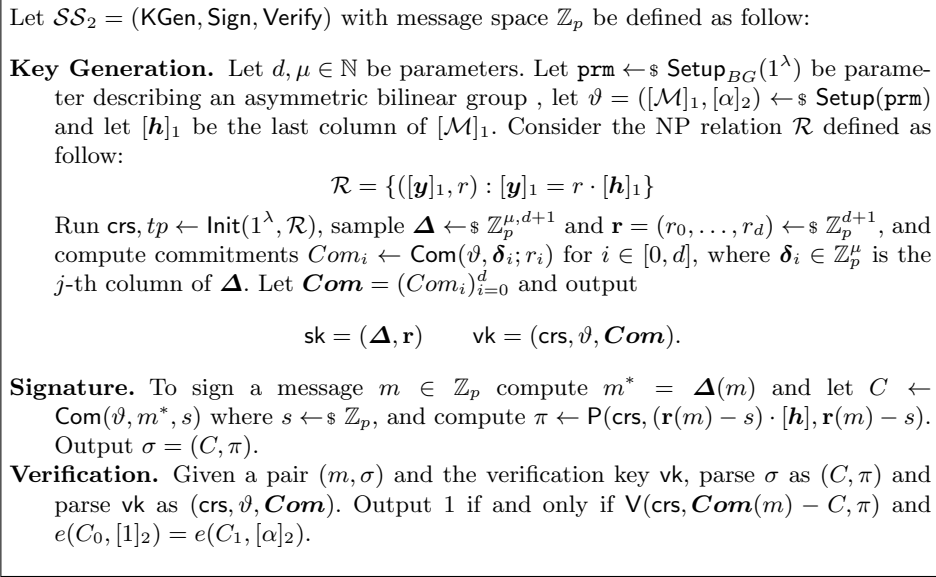 Let 𝒮𝒮₂ = (KGen, Sign, Verify) with message space ℤₚ be defined as follow:
Key Generation. Let d, μ ∈ ℕ be parameters. Let prm ←$ Setup_BG(1^λ) be parame-
ter describing an asymmetric bilinear group , let ϑ = ([ℳ]₁, [α]₂) ←$ Setup(prm)
and let [𝒉]₁ be the last column of [ℳ]₁. Consider the NP relation ℛ defined as
follow:
ℛ = {([𝒚]₁, r) : [𝒚]₁ = r · [𝒉]₁}
Run crs, tp ← Init(1^λ, ℛ), sample 𝜟 ←$ ℤₚ^{μ,d+1} and 𝐫 = (r₀, . . . , r_d) ←$ ℤₚ^{d+1}, and
compute commitments Com_i ← Com(ϑ, 𝜹_i; r_i) for i ∈ [0, d], where 𝜹_i ∈ ℤₚ^μ is the
j-th column of 𝜟. Let 𝑪𝒐𝒎 = (Com_i)_{i=0}^d and output
sk = (𝜟, 𝐫) vk = (crs, ϑ, 𝑪𝒐𝒎).
Signature. To sign a message m ∈ ℤₚ compute m* = 𝜟(m) and let C ←
Com(ϑ, m*, s) where s ←$ ℤₚ, and compute π ← P(crs, (𝐫(m) − s) · [𝒉], 𝐫(m) − s).
Output σ = (C, π).
Verification. Given a pair (m, σ) and the verification key vk, parse σ as (C, π) and
parse vk as (crs, ϑ, 𝑪𝒐𝒎). Output 1 if and only if V(crs, 𝑪𝒐𝒎(m) − C, π) and
e(C₀, [1]₂) = e(C₁, [α]₂).